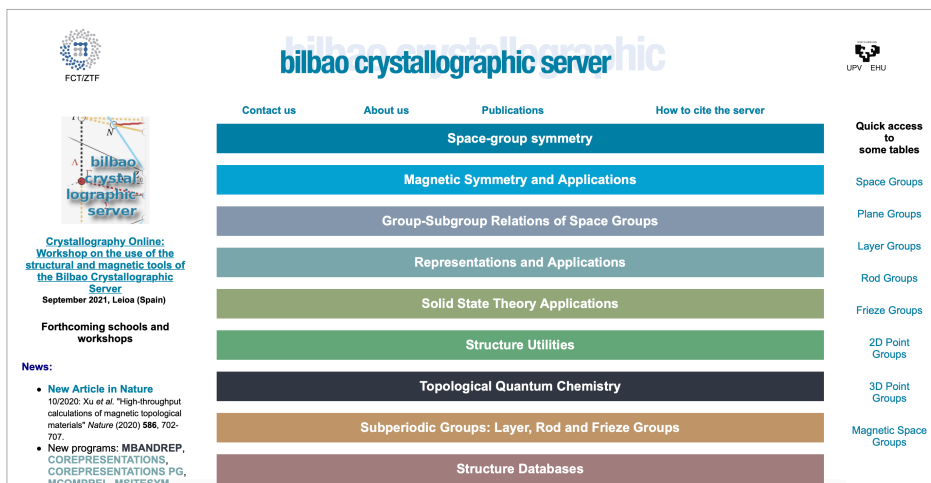 FCT/ZTF
bilbao crystallographic
bilbao crystallographic server
UPV EHU
Contact us
About us
Publications
How to cite the server
N
A
bilbao
crystal
lographic
server
Crystallography Online:
Workshop on the use of the
structural and magnetic tools of
the Bilbao Crystallographic
Server
September 2021, Leioa (Spain)
Forthcoming schools and
workshops
News:
New Article in Nature
10/2020: Xu et al. "High-throughput
calculations of magnetic topological
materials" Nature (2020) 586, 702-
707.
New programs: MBANDREP,
COREPRESENTATIONS,
COREPRESENTATIONS PG,
MCOMPREL, MSITESYM,
Space-group symmetry
Magnetic Symmetry and Applications
Group-Subgroup Relations of Space Groups
Representations and Applications
Solid State Theory Applications
Structure Utilities
Topological Quantum Chemistry
Subperiodic Groups: Layer, Rod and Frieze Groups
Structure Databases
Quick access
to
some tables
Space Groups
Plane Groups
Layer Groups
Rod Groups
Frieze Groups
2D Point
Groups
3D Point
Groups
Magnetic Space
Groups